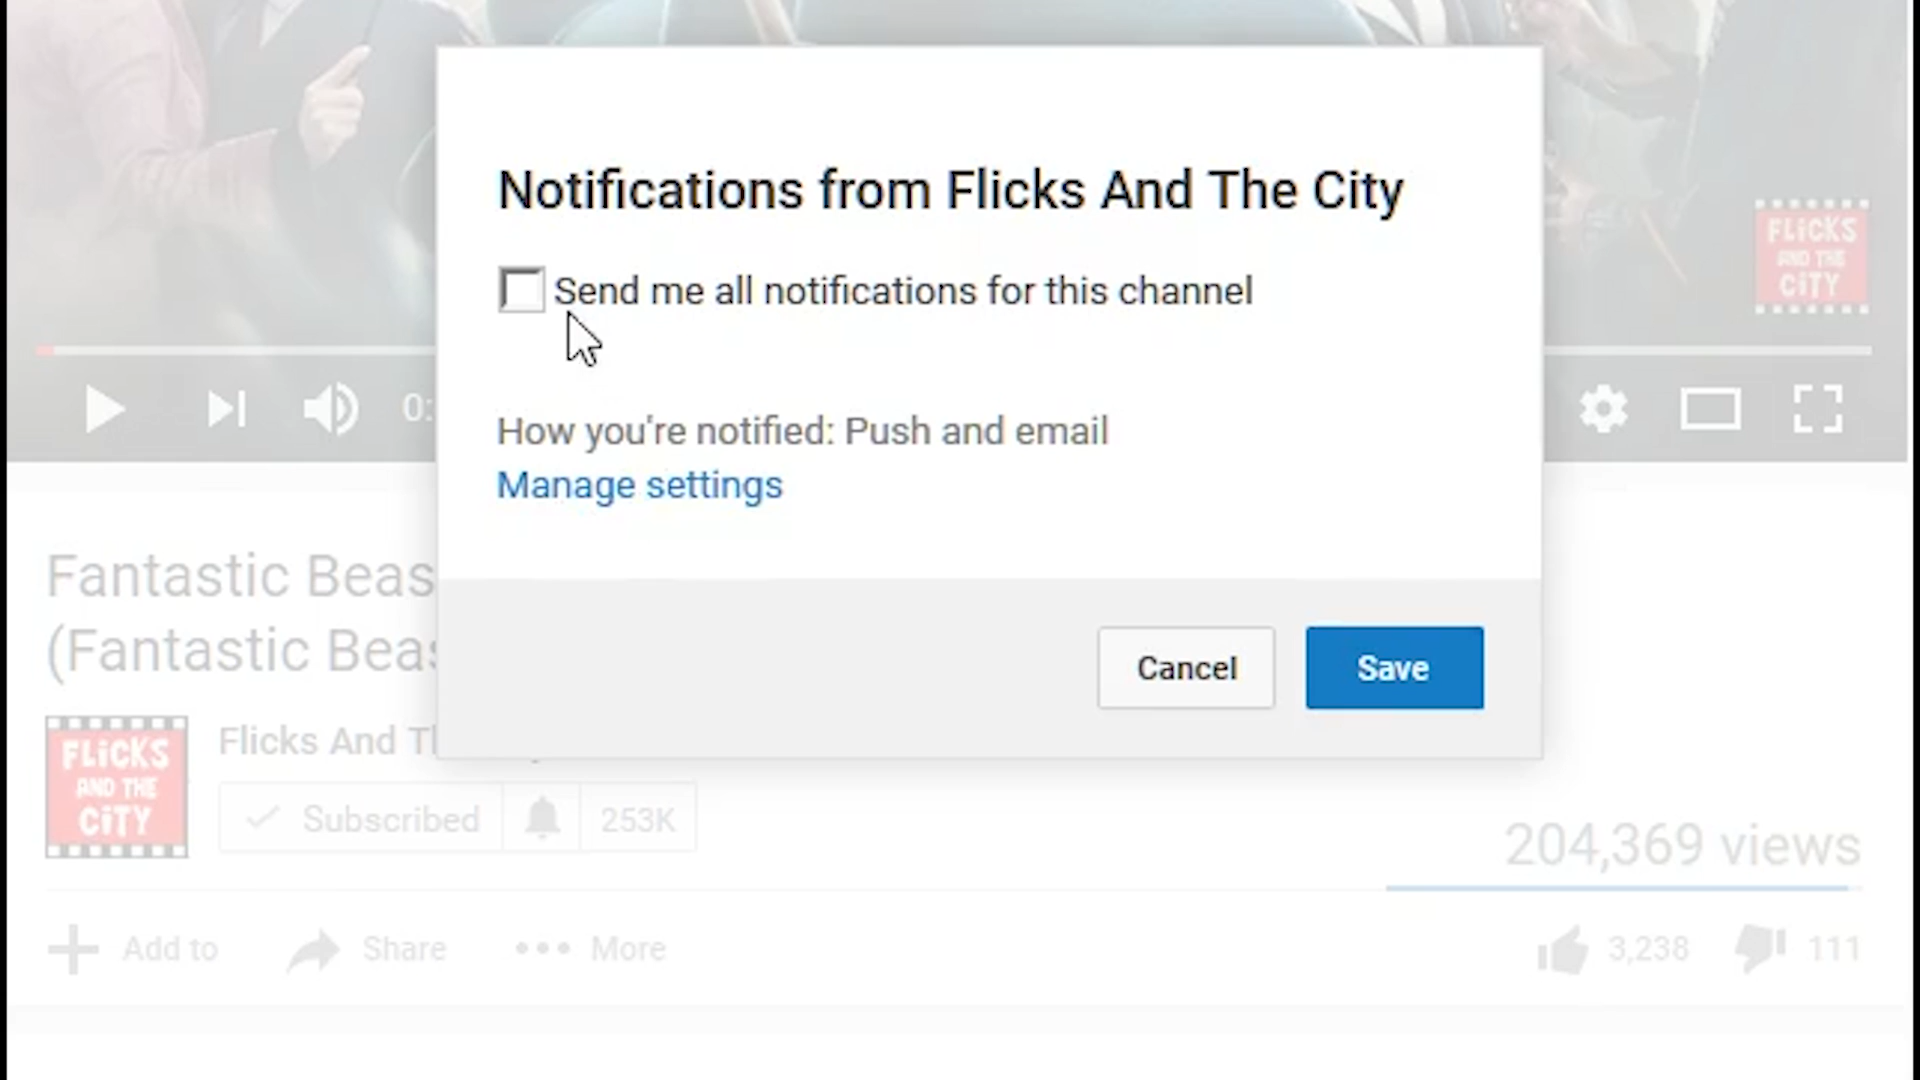 Notifications from Flicks And The City
Send me all notifications for this channel
How you're notified: Push and email
Manage settings
Cancel
Save
FLiCKS
AND THE
CiTY
0:
Fantastic Beas
(Fantastic Beas
FLiCKS
AND THE
CiTY
Flicks And Th
Subscribed
253K
204,369 views
Add to
Share
More
3,238
111